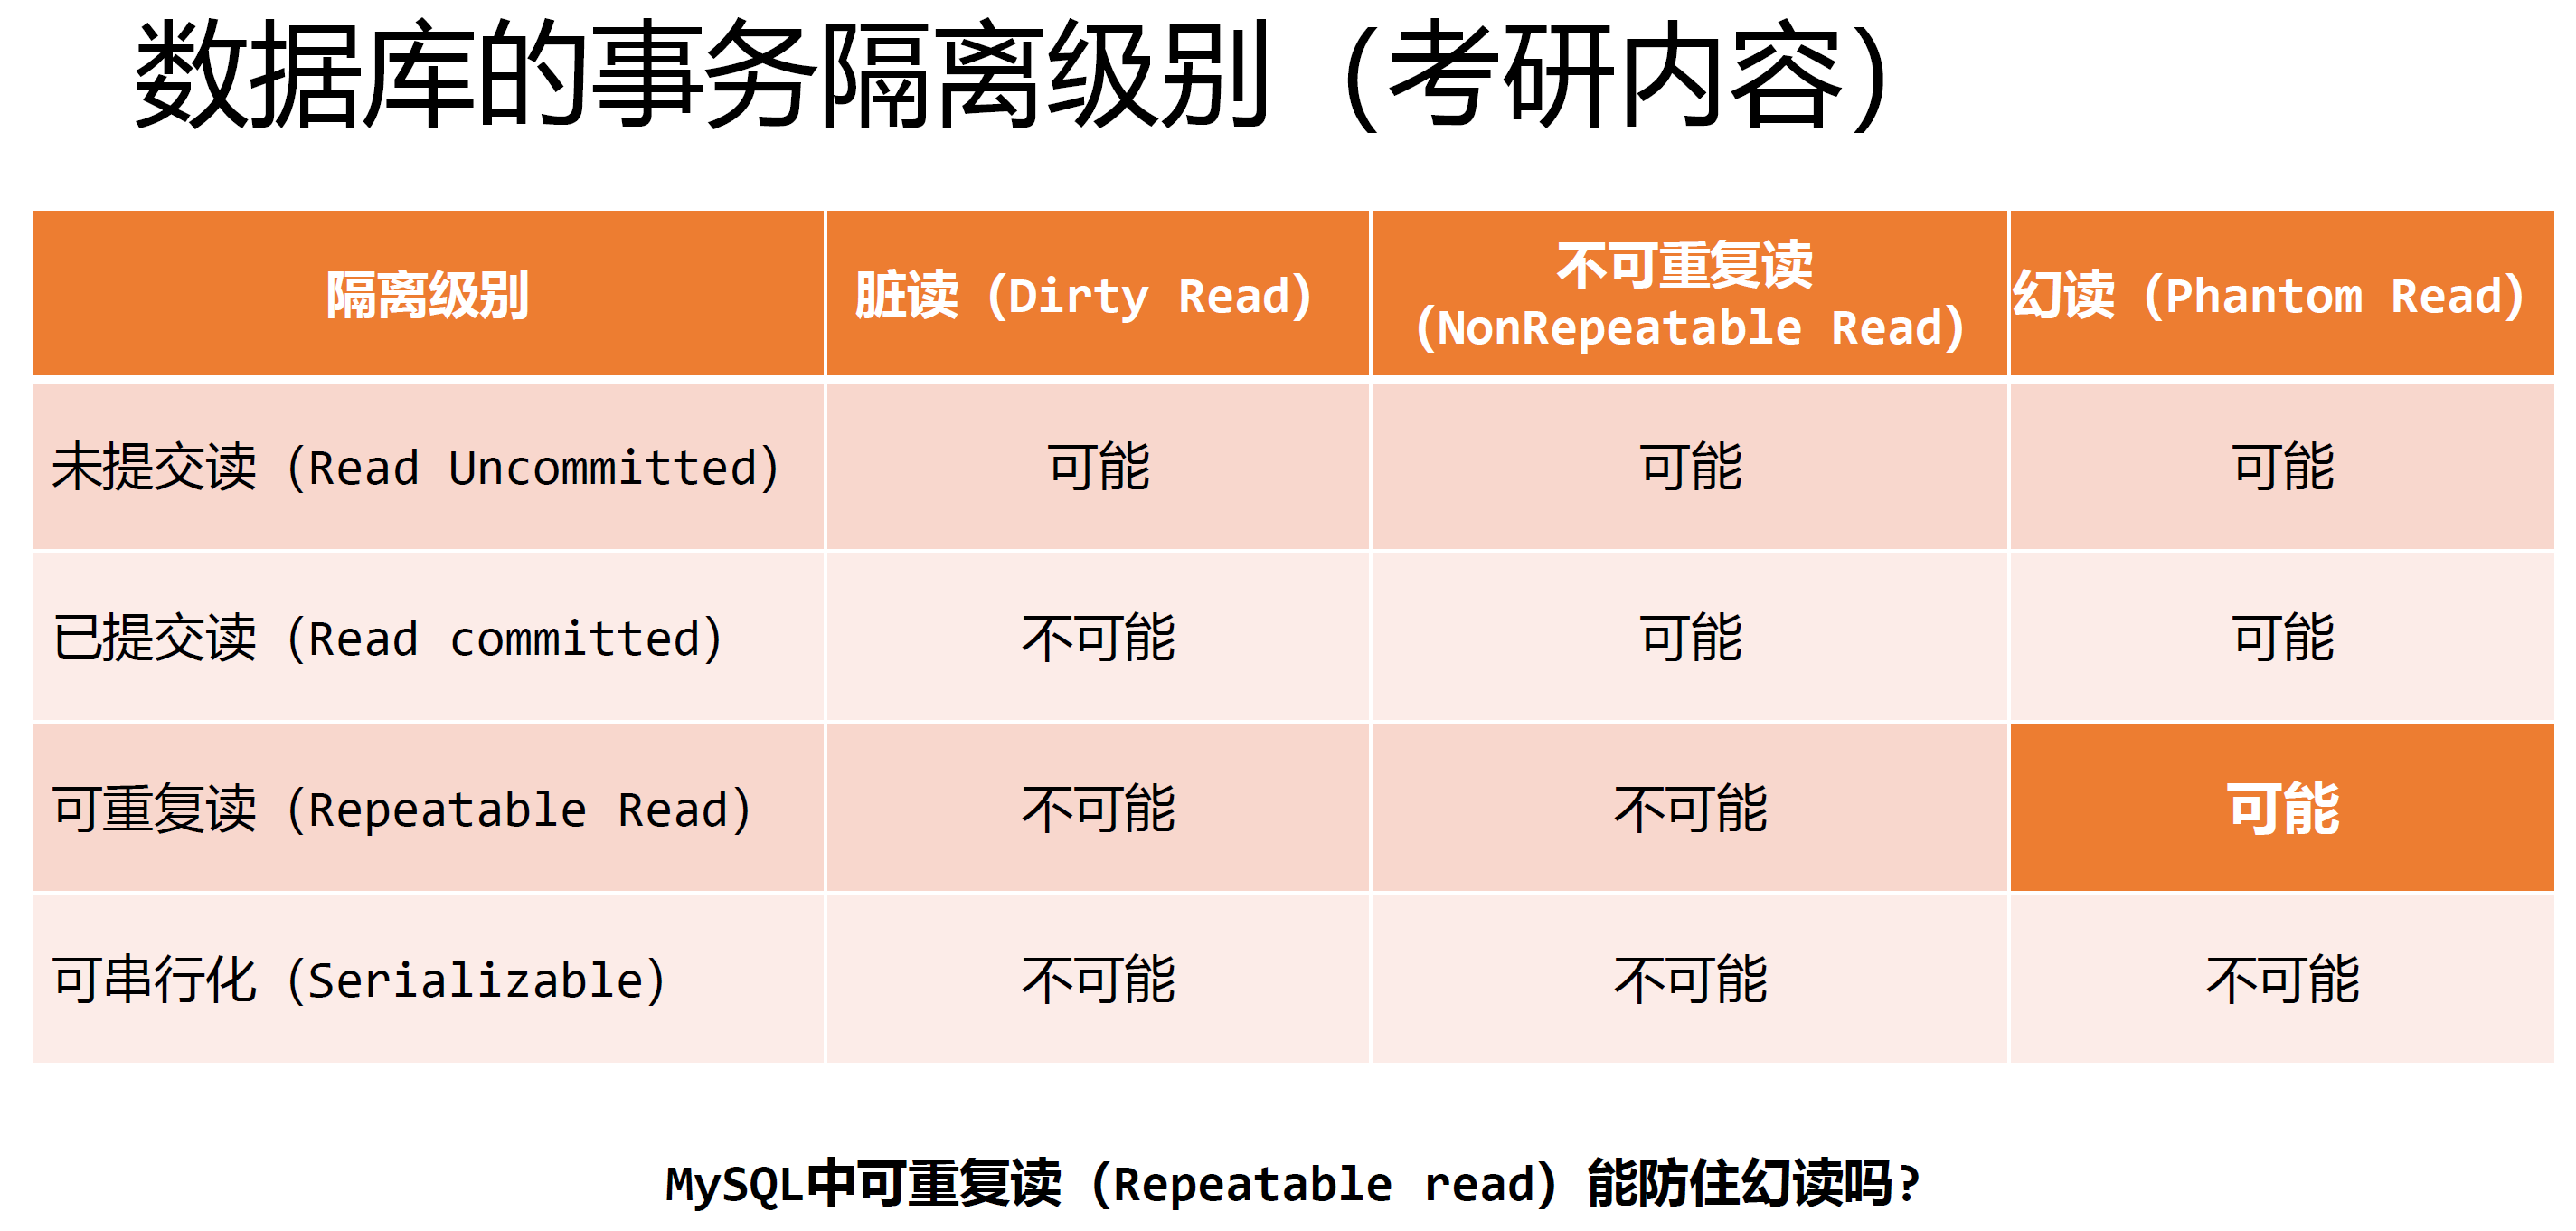 数据库的事务隔离级别（考研内容）
隔离级别
脏读（Dirty Read）
不可重复读
（NonRepeatable Read）
幻读（Phantom Read）
未提交读（Read Uncommitted）
可能
可能
可能
已提交读（Read committed）
不可能
可能
可能
可重复读（Repeatable Read）
不可能
不可能
可能
可串行化（Serializable）
不可能
不可能
不可能
MySQL中可重复读（Repeatable read）能防住幻读吗?